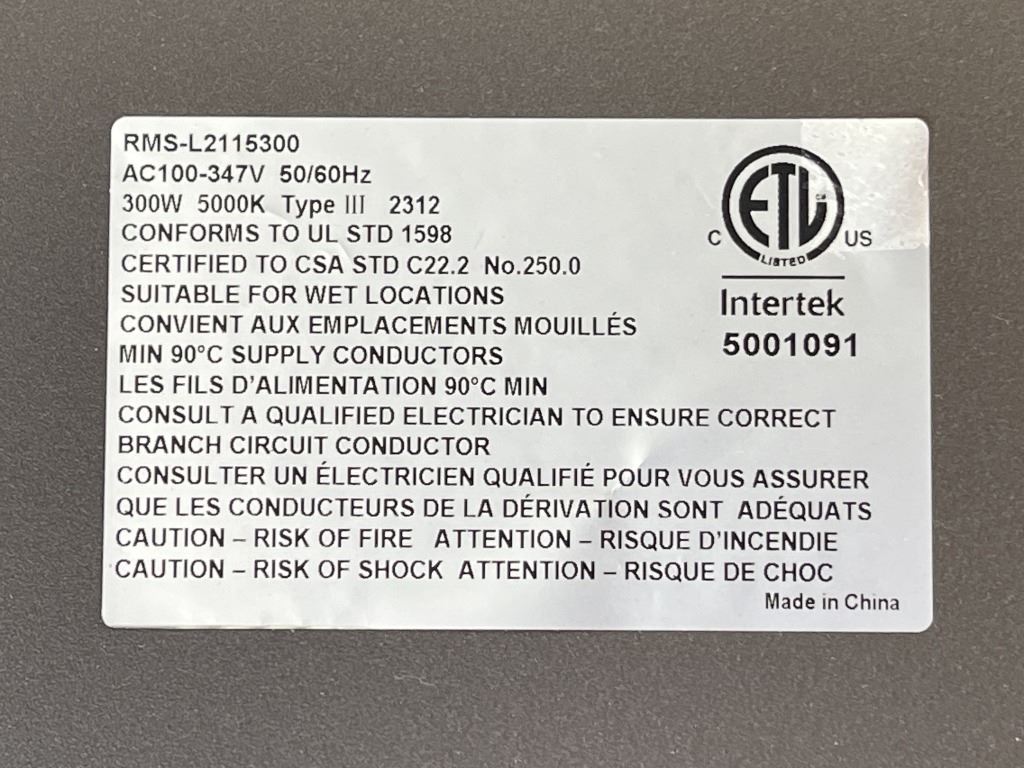 RMS-L2115300
AC100-347V 50/60Hz
300W 5000K Type III 2312
CONFORMS TO UL STD 1598
CERTIFIED TO CSA STD C22.2 No.250.0
SUITABLE FOR WET LOCATIONS
CONVIENT AUX EMPLACEMENTS MOUILLÉS
MIN 90°C SUPPLY CONDUCTORS
LES FILS D'ALIMENTATION 90°C MIN
CONSULT A QUALIFIED ELECTRICIAN TO ENSURE CORRECT
BRANCH CIRCUIT CONDUCTOR
CONSULTER UN ÉLECTRICIEN QUALIFIÉ POUR VOUS ASSURER
QUE LES CONDUCTEURS DE LA DÉRIVATION SONT ADÉQUATS
CAUTION – RISK OF FIRE ATTENTION – RISQUE D'INCENDIE
CAUTION – RISK OF SHOCK ATTENTION – RISQUE DE CHOC
Made in China
ETL
C US
LISTED
Intertek
5001091